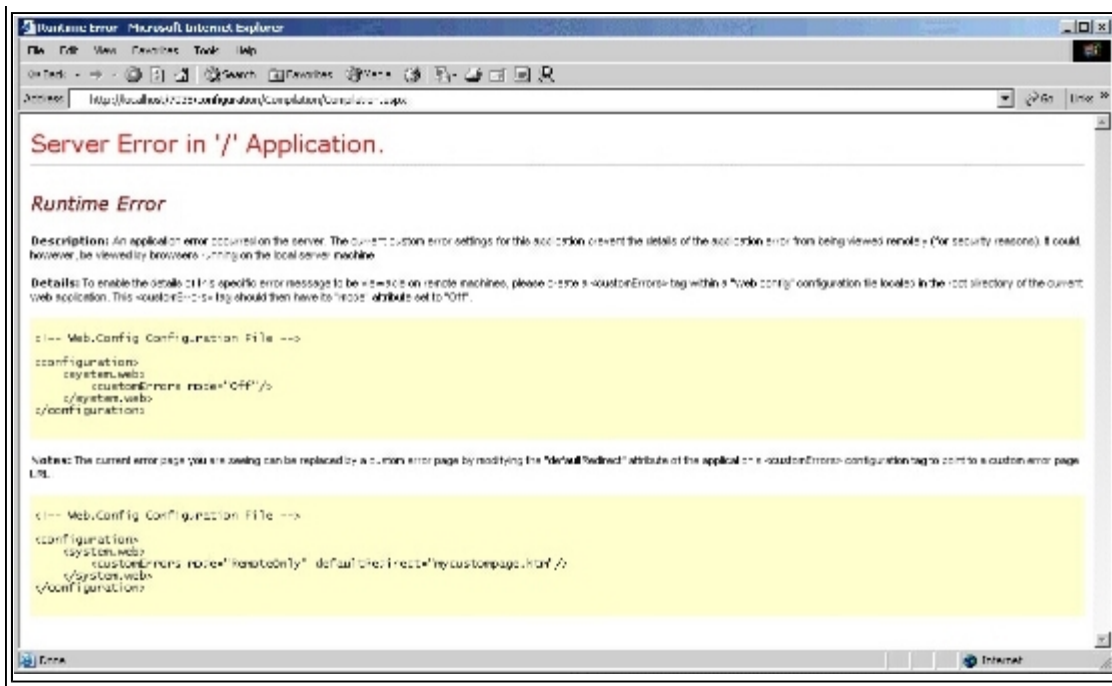 Runtime Error - Microsoft Internet Explorer
File Edit View Favorites Tools Help
Back Search Favorites
Address Go Links »
Server Error in '/' Application.
Runtime Error
Description: An application error occurred on the server. The current custom error settings for this application prevent the details of the application error from being viewed remotely (for security reasons). It could,
however, be viewed by browsers running on the local server machine.
Details: To enable the details of this specific error message to be viewable on remote machines, please create a <customErrors> tag within a "web.config" configuration file located in the root directory of the current
web application. This <customErrors> tag should then have its "mode" attribute set to "Off".
<!-- Web.Config Configuration File -->
<configuration>
<system.web>
<customErrors mode="Off"/>
</system.web>
</configuration>
Notes: The current error page you are seeing can be replaced by a custom error page by modifying the "defaultRedirect" attribute of the application's <customErrors> configuration tag to point to a custom error page
URL.
<!-- Web.Config Configuration File -->
<configuration>
<system.web>
<customErrors mode="RemoteOnly" defaultRedirect="mycustompage.htm"/>
</system.web>
</configuration>
Done Internet